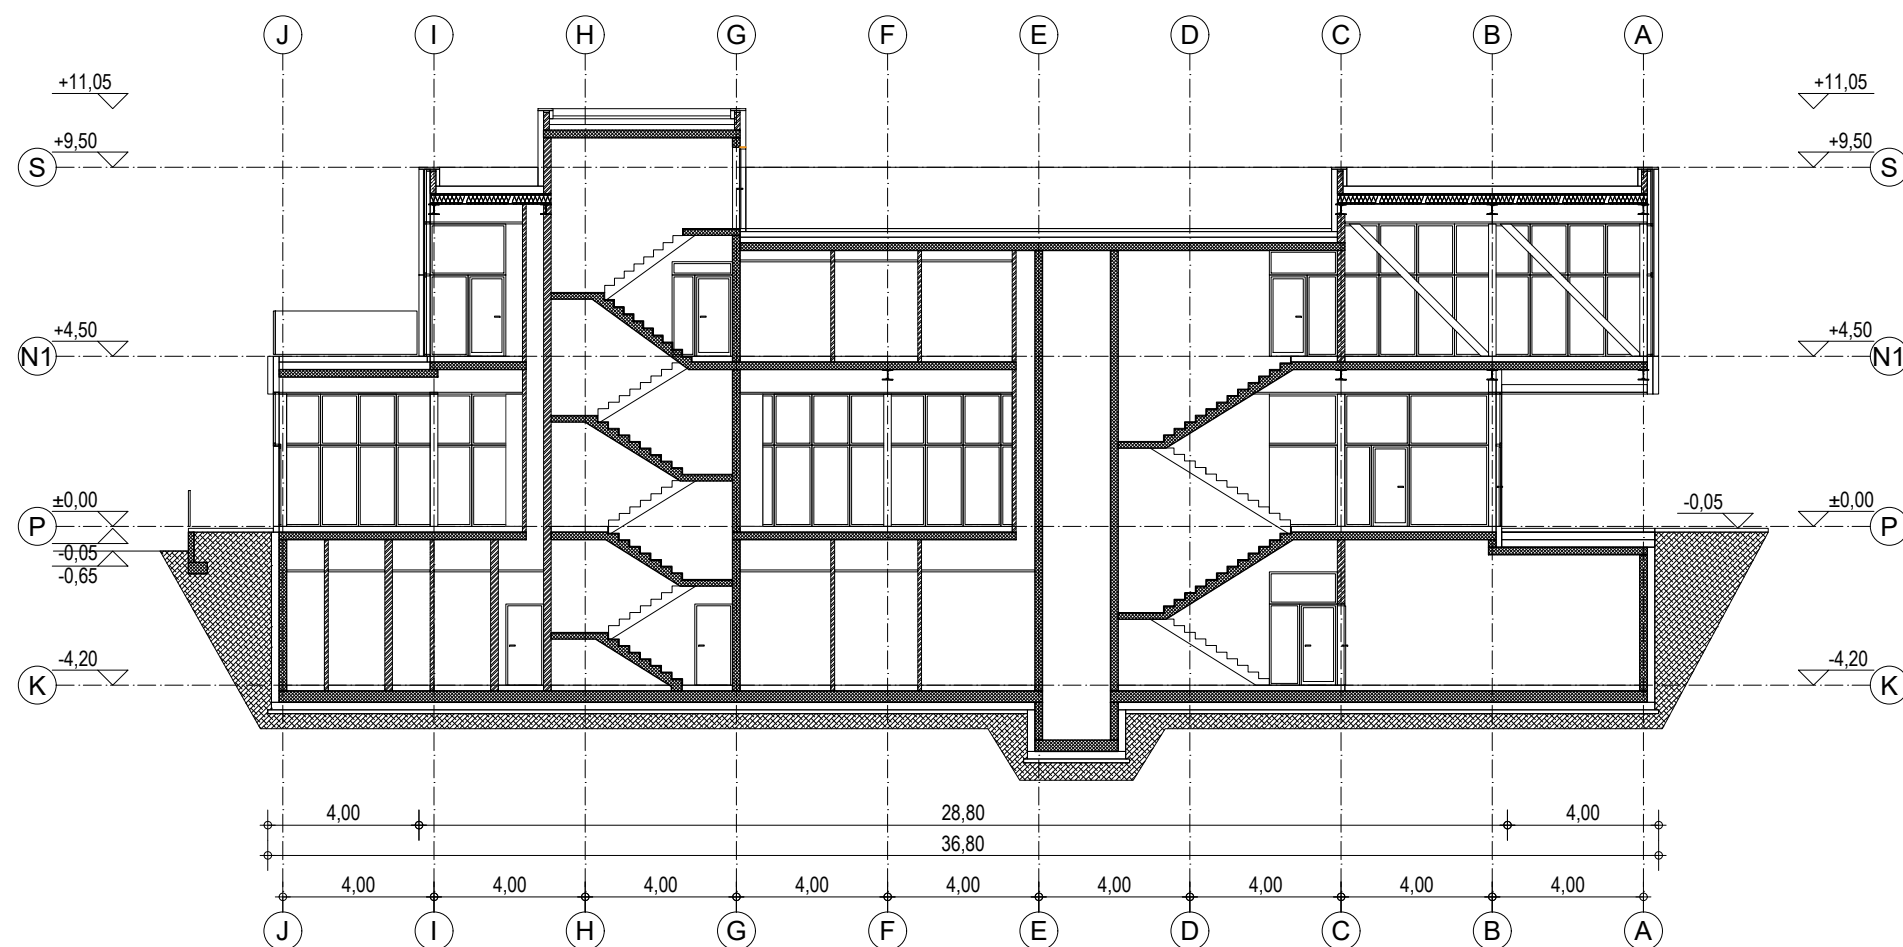 J I H G F E D C B A
+11,05 +11,05
S +9,50 +9,50 S
N1 +4,50 +4,50 N1
P ±0,00 -0,05 ±0,00 P
-0,05
-0,65
K -4,20 -4,20 K
4,00 28,80 4,00
36,80
4,00 4,00 4,00 4,00 4,00 4,00 4,00 4,00 4,00
J I H G F E D C B A